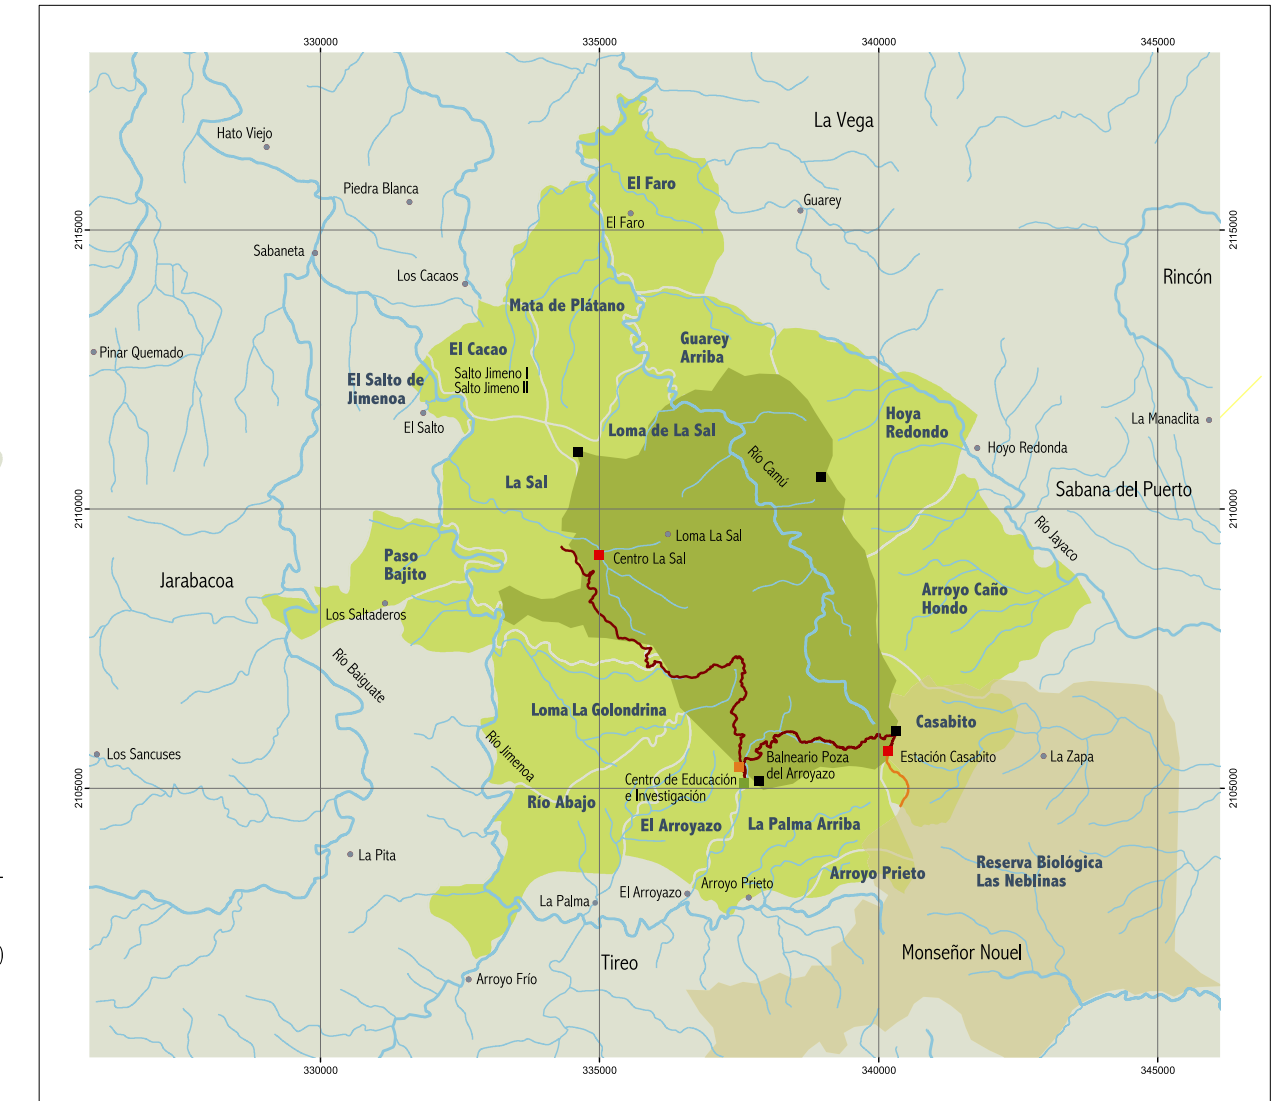 330000
335000
340000
345000
La Vega
Hato Viejo
El Faro
Piedra Blanca
Guarey
El Faro
2115000
2115000
Sabaneta
Los Cacaos
Rincón
Mata de Plátano
Guarey
Arriba
El Cacao
Pinar Quemado
Salto Jimeno I
Salto Jimeno II
El Salto de
Jimenoa
Hoya
Redondo
La Manaclita
El Salto
Loma de La Sal
Hoyo Redonda
Río Camú
La Sal
Sabana del Puerto
2110000
2110000
Río Jayaco
Loma La Sal
Centro La Sal
Paso
Bajito
Jarabacoa
Arroyo Caño
Hondo
Los Saltaderos
Río Baiguate
Loma La Golondrina
Casabito
Río Jimenoa
Los Sancuses
Balneario Poza
del Arroyazo
Estación Casabito
La Zapa
Centro de Educación
e Investigación
2105000
2105000
Río Abajo
El Arroyazo
La Palma Arriba
La Pita
Reserva Biológica
Las Neblinas
Arroyo Prieto
Arroyo Prieto
El Arroyazo
La Palma
Monseñor Nouel
Tireo
)
Arroyo Frío
330000
335000
340000
345000